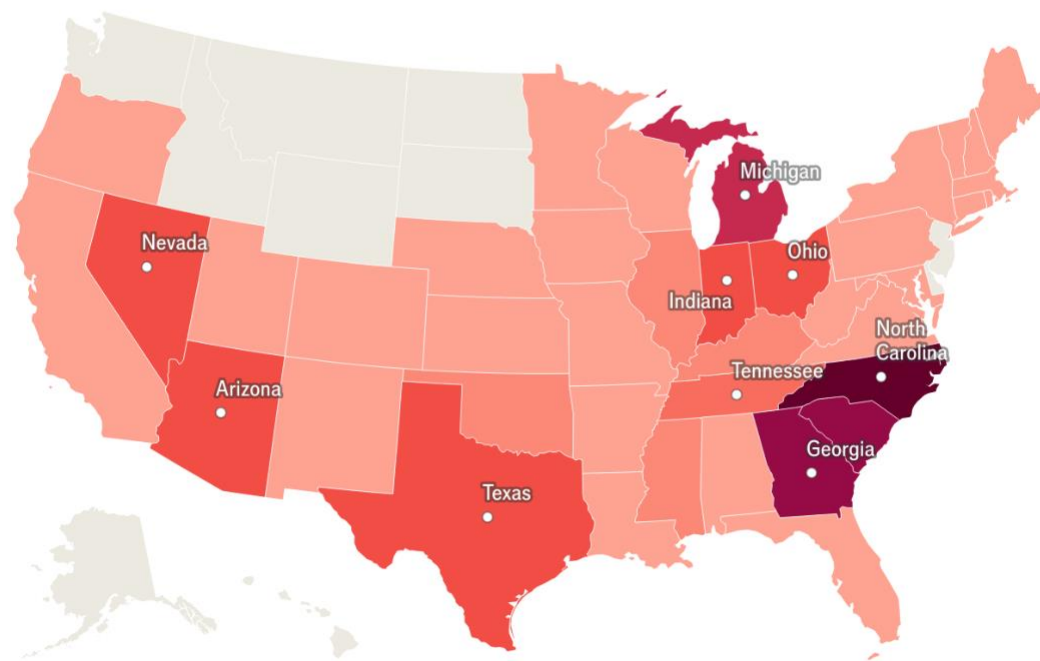 Michigan
Nevada
Ohio
Indiana
North
Carolina
Tennessee
Arizona
Georgia
Texas